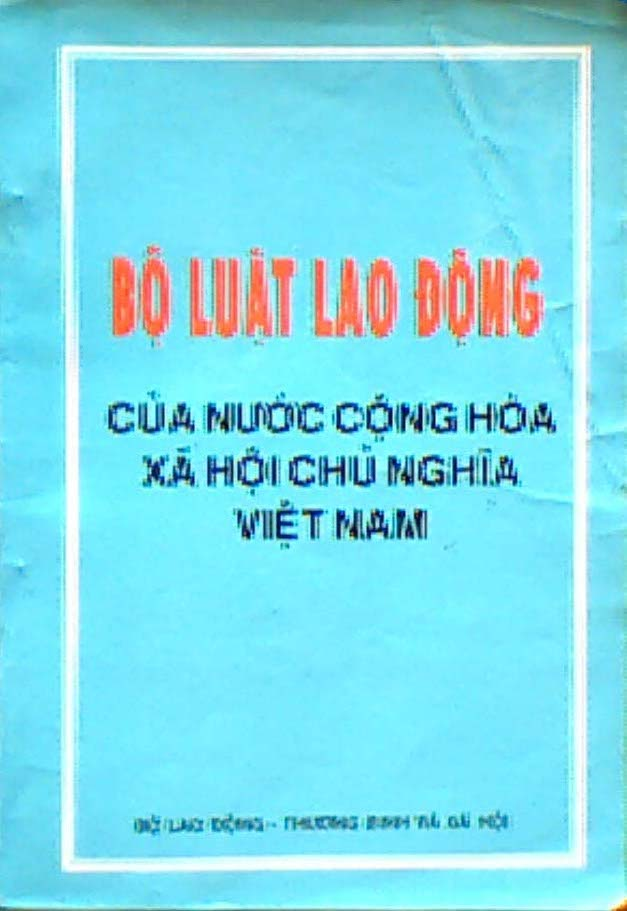 BỘ LUẬT LAO ĐỘNG
CỦA NƯỚC CỘNG HÒA
XÃ HỘI CHỦ NGHĨA
VIỆT NAM
BỘ LAO ĐỘNG - THƯƠNG BINH VÀ XÃ HỘI